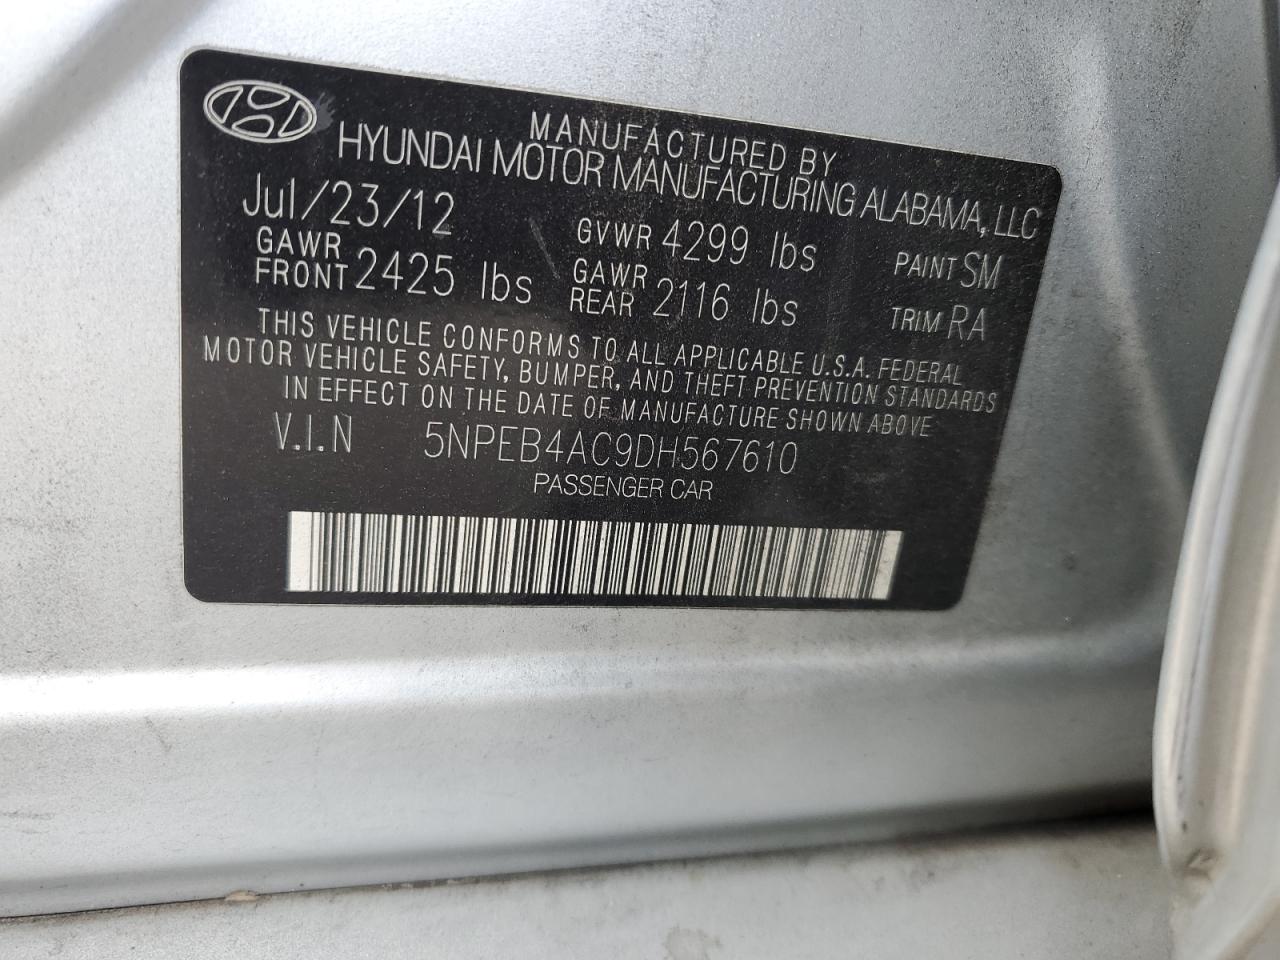 MANUFACTURED BY
HYUNDAI MOTOR MANUFACTURING ALABAMA, LLC
Jul/23/12 GVWR 4299 lbs PAINT SM
GAWR FRONT 2425 lbs GAWR REAR 2116 lbs TRIM RA
THIS VEHICLE CONFORMS TO ALL APPLICABLE U.S.A. FEDERAL
MOTOR VEHICLE SAFETY, BUMPER, AND THEFT PREVENTION STANDARDS
IN EFFECT ON THE DATE OF MANUFACTURE SHOWN ABOVE
V.I.N 5NPEB4AC9DH567610
PASSENGER CAR